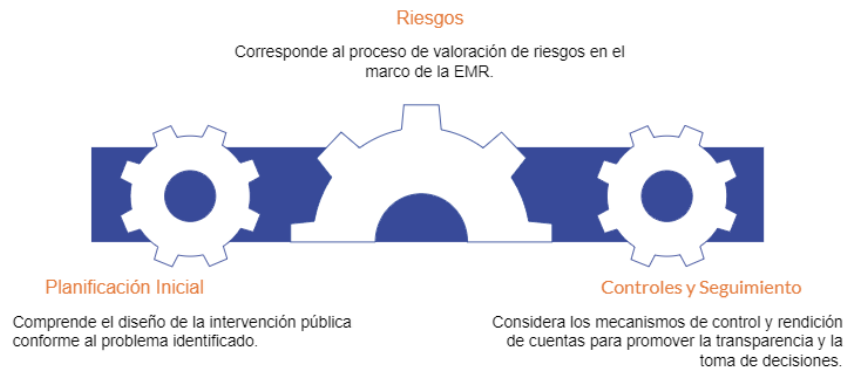 Riesgos
Corresponde al proceso de valoración de riesgos en el
marco de la EMR.
Planificación Inicial
Comprende el diseño de la intervención pública
conforme al problema identificado.
Controles y Seguimiento
Considera los mecanismos de control y rendición
de cuentas para promover la transparencia y la
toma de decisiones.